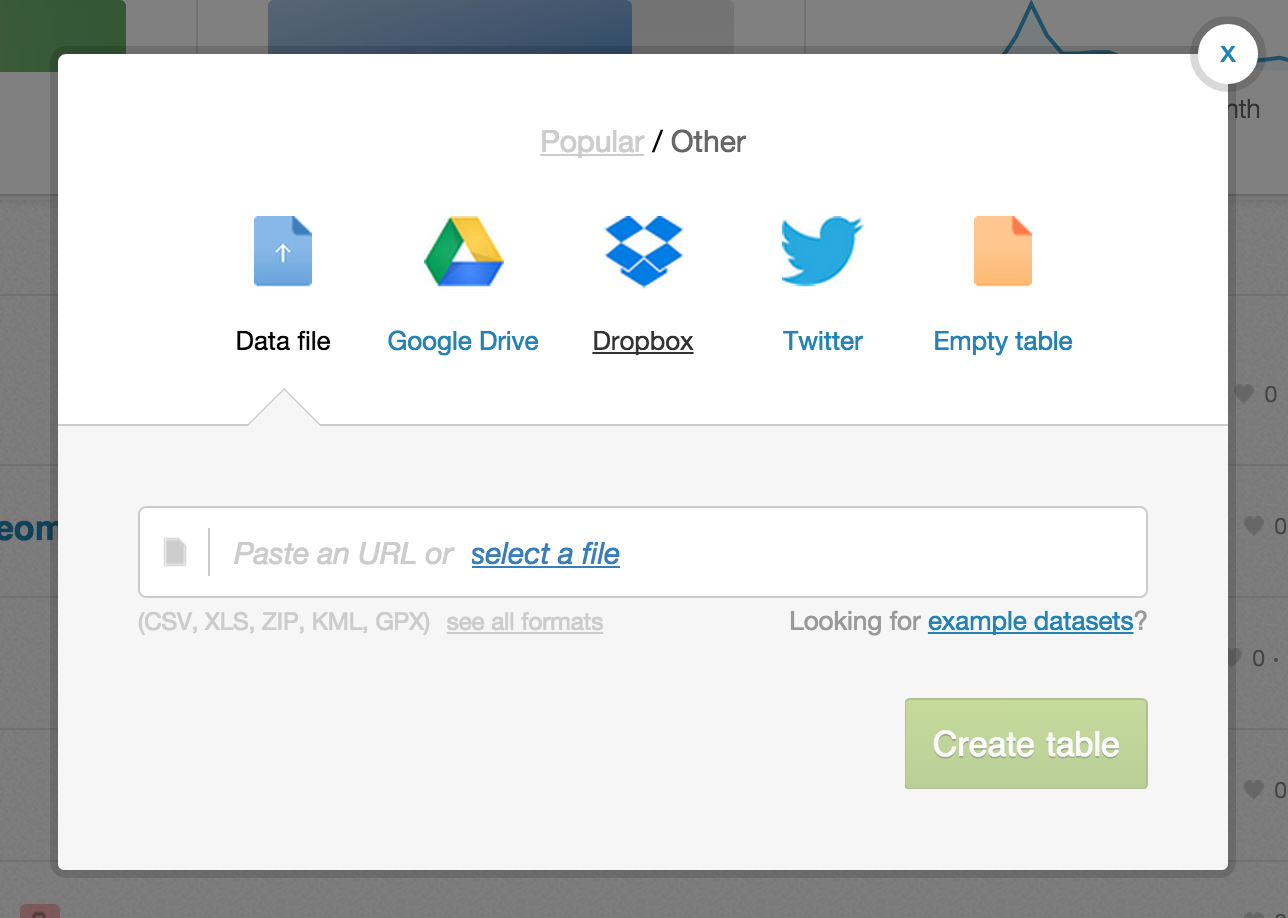 x
nth
Popular / Other
Data file Google Drive Dropbox Twitter Empty table
0
eom
0
Paste an URL or select a file
(CSV, XLS, ZIP, KML, GPX) see all formats Looking for example datasets?
0 ·
Create table
0